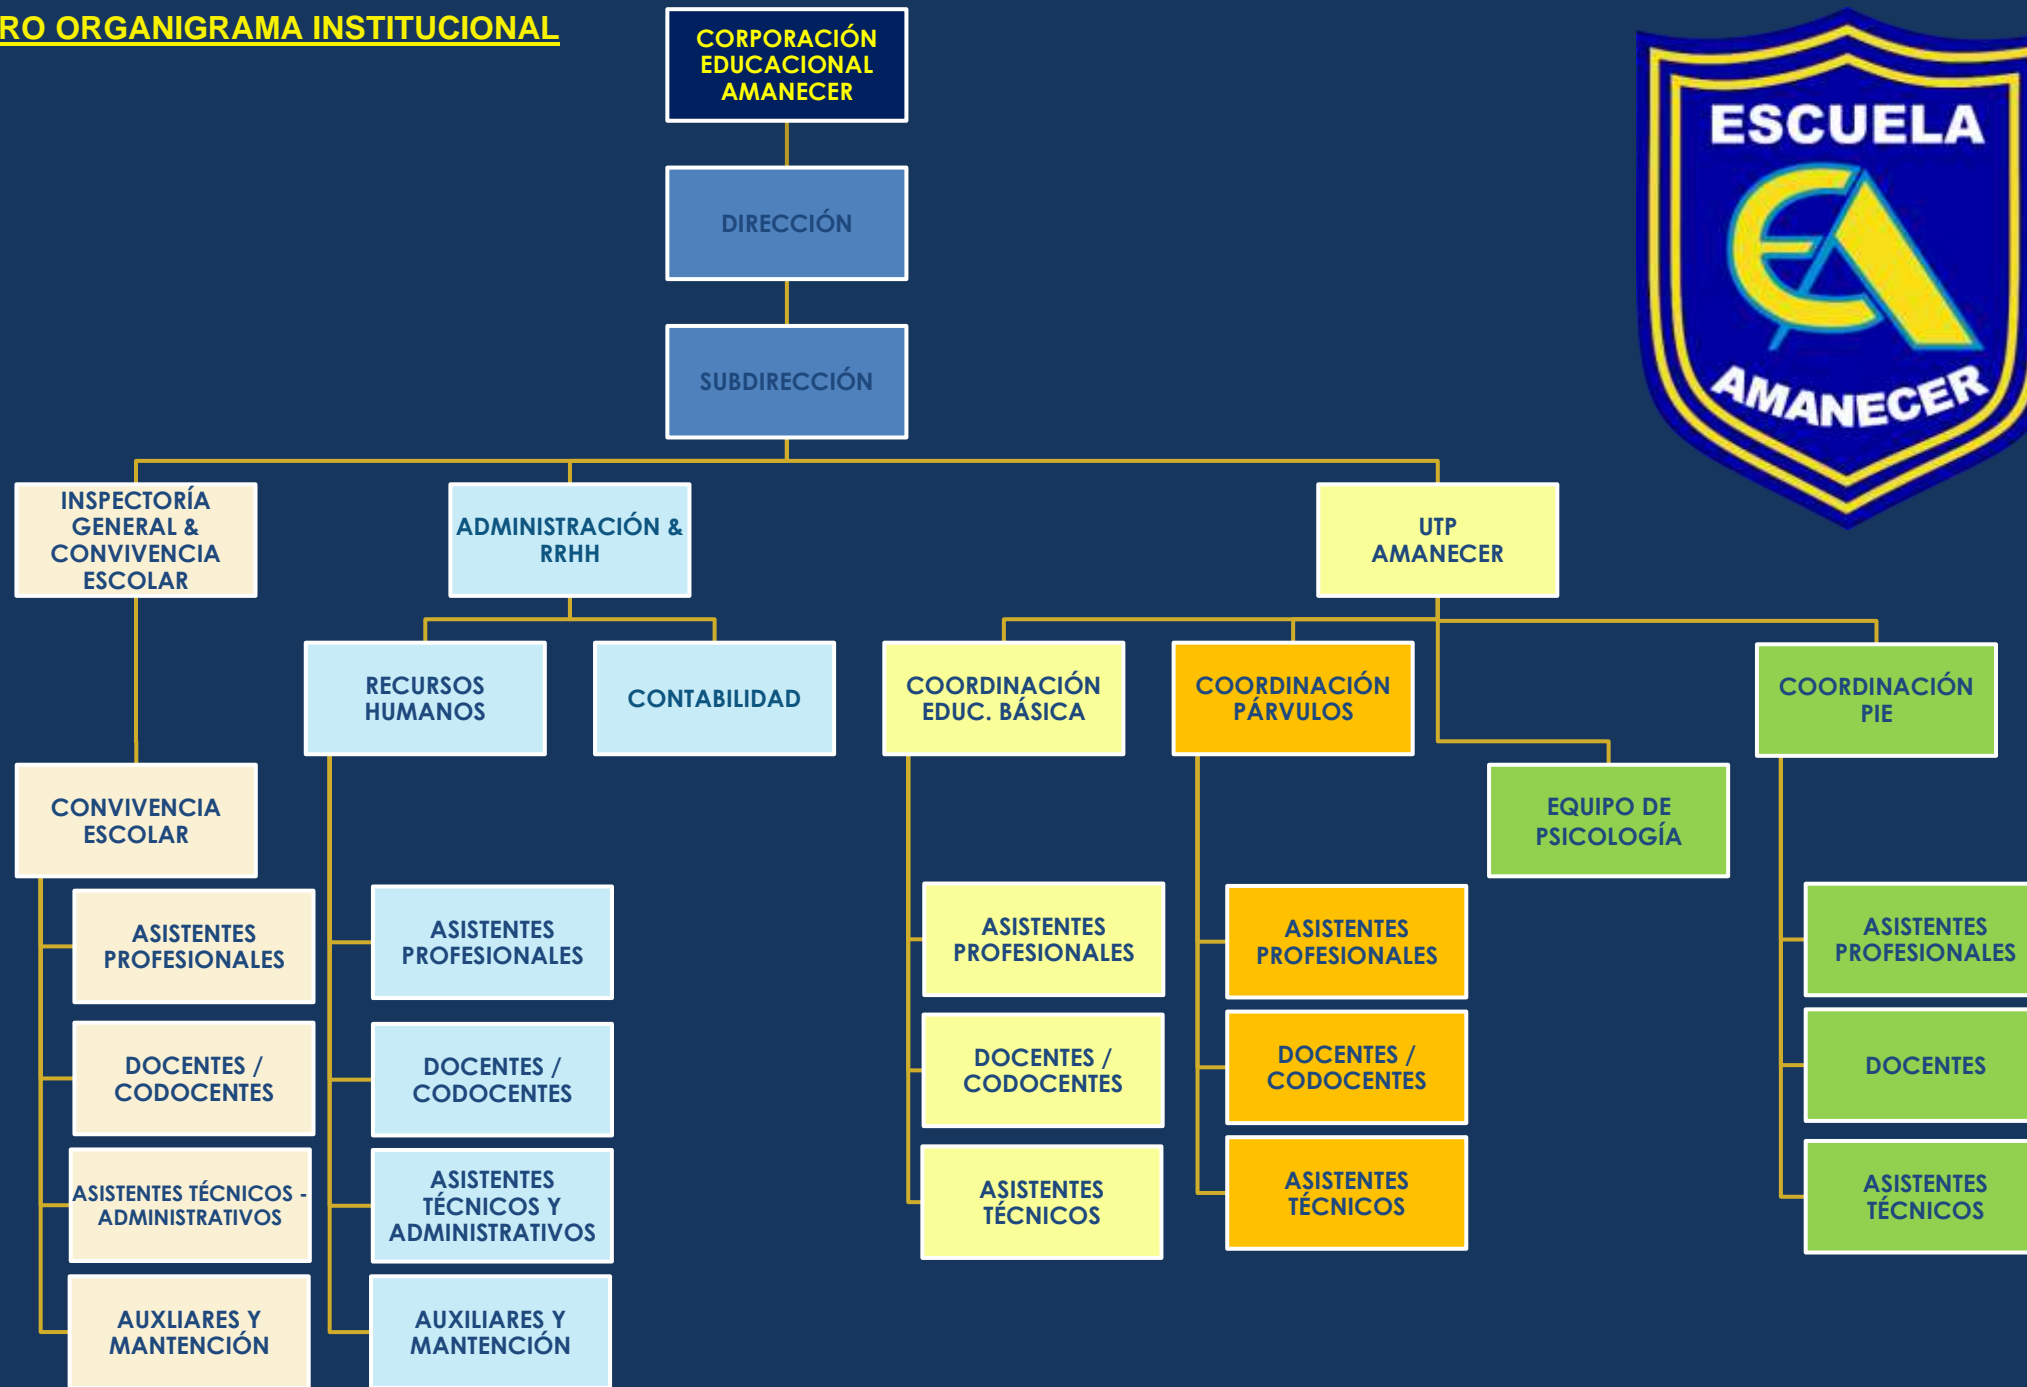 RO ORGANIGRAMA INSTITUCIONAL
CORPORACIÓN
EDUCACIONAL
AMANECER
ESCUELA
EA
AMANECER
DIRECCIÓN
SUBDIRECCIÓN
INSPECTORÍA
GENERAL &
CONVIVENCIA
ESCOLAR
ADMINISTRACIÓN &
RRHH
UTP
AMANECER
RECURSOS
HUMANOS
CONTABILIDAD
COORDINACIÓN
EDUC. BÁSICA
COORDINACIÓN
PÁRVULOS
COORDINACIÓN
PIE
CONVIVENCIA
ESCOLAR
EQUIPO DE
PSICOLOGÍA
ASISTENTES
PROFESIONALES
DOCENTES /
CODOCENTES
ASISTENTES TÉCNICOS -
ADMINISTRATIVOS
AUXLIARES Y
MANTENCIÓN
ASISTENTES
PROFESIONALES
DOCENTES /
CODOCENTES
ASISTENTES
TÉCNICOS Y
ADMINISTRATIVOS
AUXILIARES Y
MANTENCIÓN
ASISTENTES
PROFESIONALES
DOCENTES /
CODOCENTES
ASISTENTES
TÉCNICOS
ASISTENTES
PROFESIONALES
DOCENTES /
CODOCENTES
ASISTENTES
TÉCNICOS
ASISTENTES
PROFESIONALES
DOCENTES
ASISTENTES
TÉCNICOS